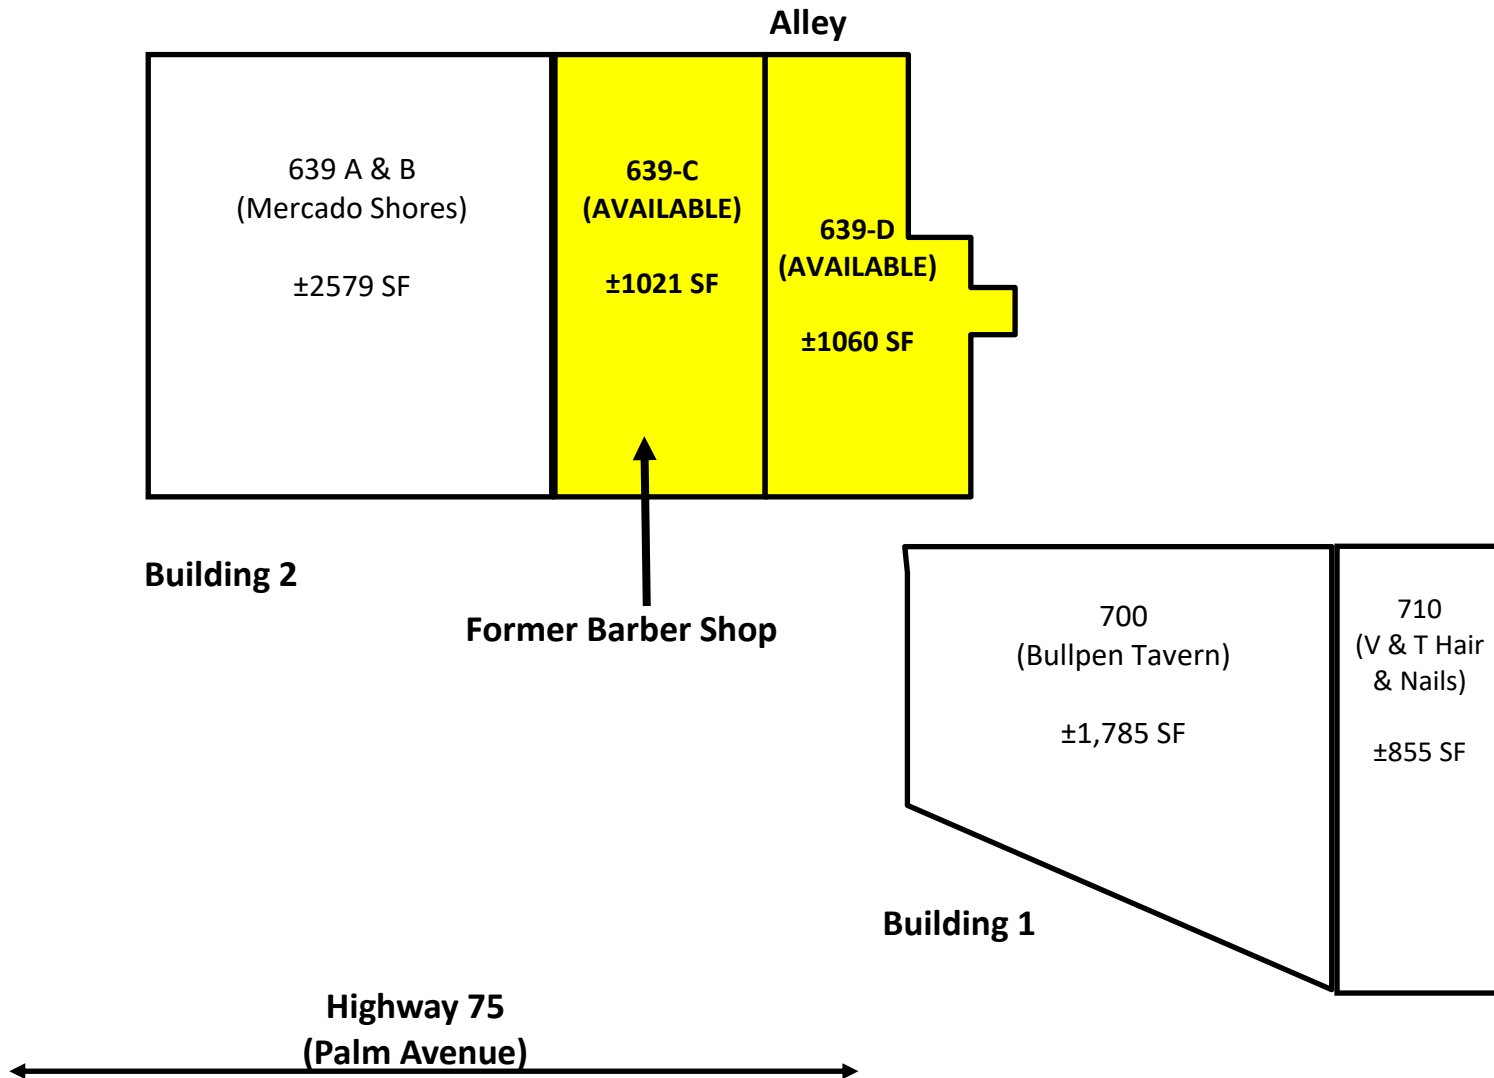 Alley
639 A & B
(Mercado Shores)
±2579 SF
639-C
(AVAILABLE)
±1021 SF
639-D
(AVAILABLE)
±1060 SF
Building 2
Former Barber Shop
700
(Bullpen Tavern)
±1,785 SF
710
(V & T Hair
& Nails)
±855 SF
Building 1
Highway 75
(Palm Avenue)